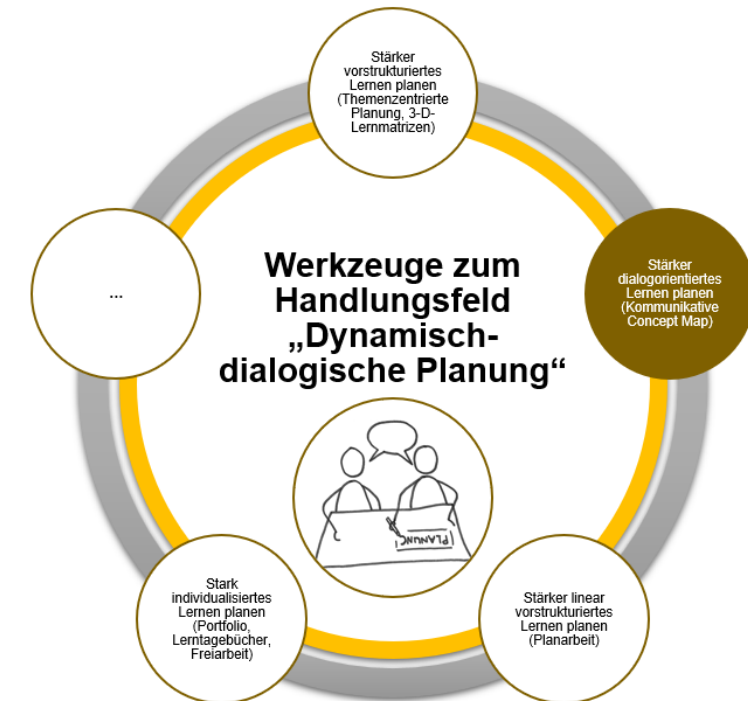 Stärker
vorstrukturiertes
Lernen planen
(Themenzentrierte
Planung, 3-D-
Lernmatrizen)
...
Werkzeuge zum
Handlungsfeld
„Dynamisch-
dialogische Planung“
Stärker
dialogorientiertes
Lernen planen
(Kommunikative
Concept Map)
PLANUNG
Stark
individualisiertes
Lernen planen
(Portfolio,
Lerntagebücher,
Freiarbeit)
Stärker linear
vorstrukturiertes
Lernen planen
(Planarbeit)